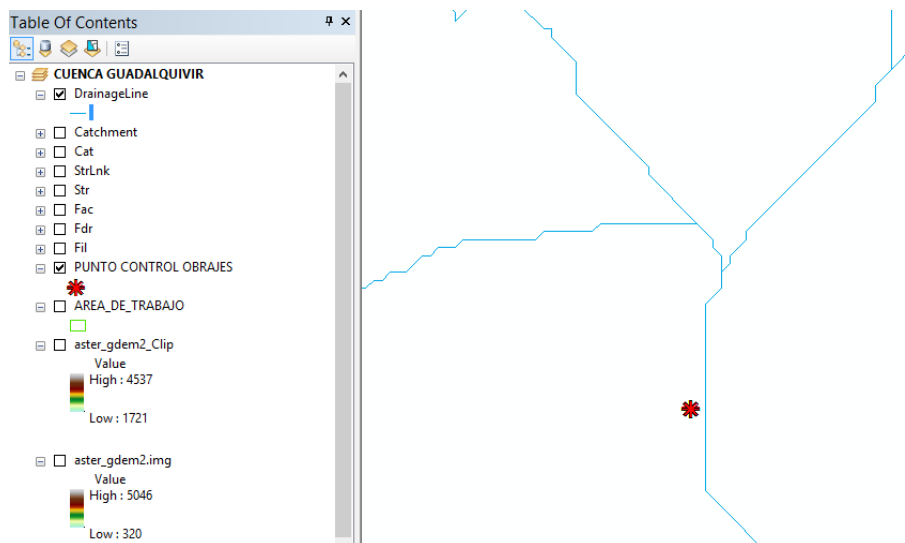 Table Of Contents
CUENCA GUADALQUIVIR
DrainageLine
Catchment
Cat
StrLnk
Str
Fac
Fdr
Fil
PUNTO CONTROL OBRAJES
AREA_DE_TRABAJO
aster_gdem2_Clip
Value
High : 4537
Low : 1721
aster_gdem2.img
Value
High : 5046
Low : 320